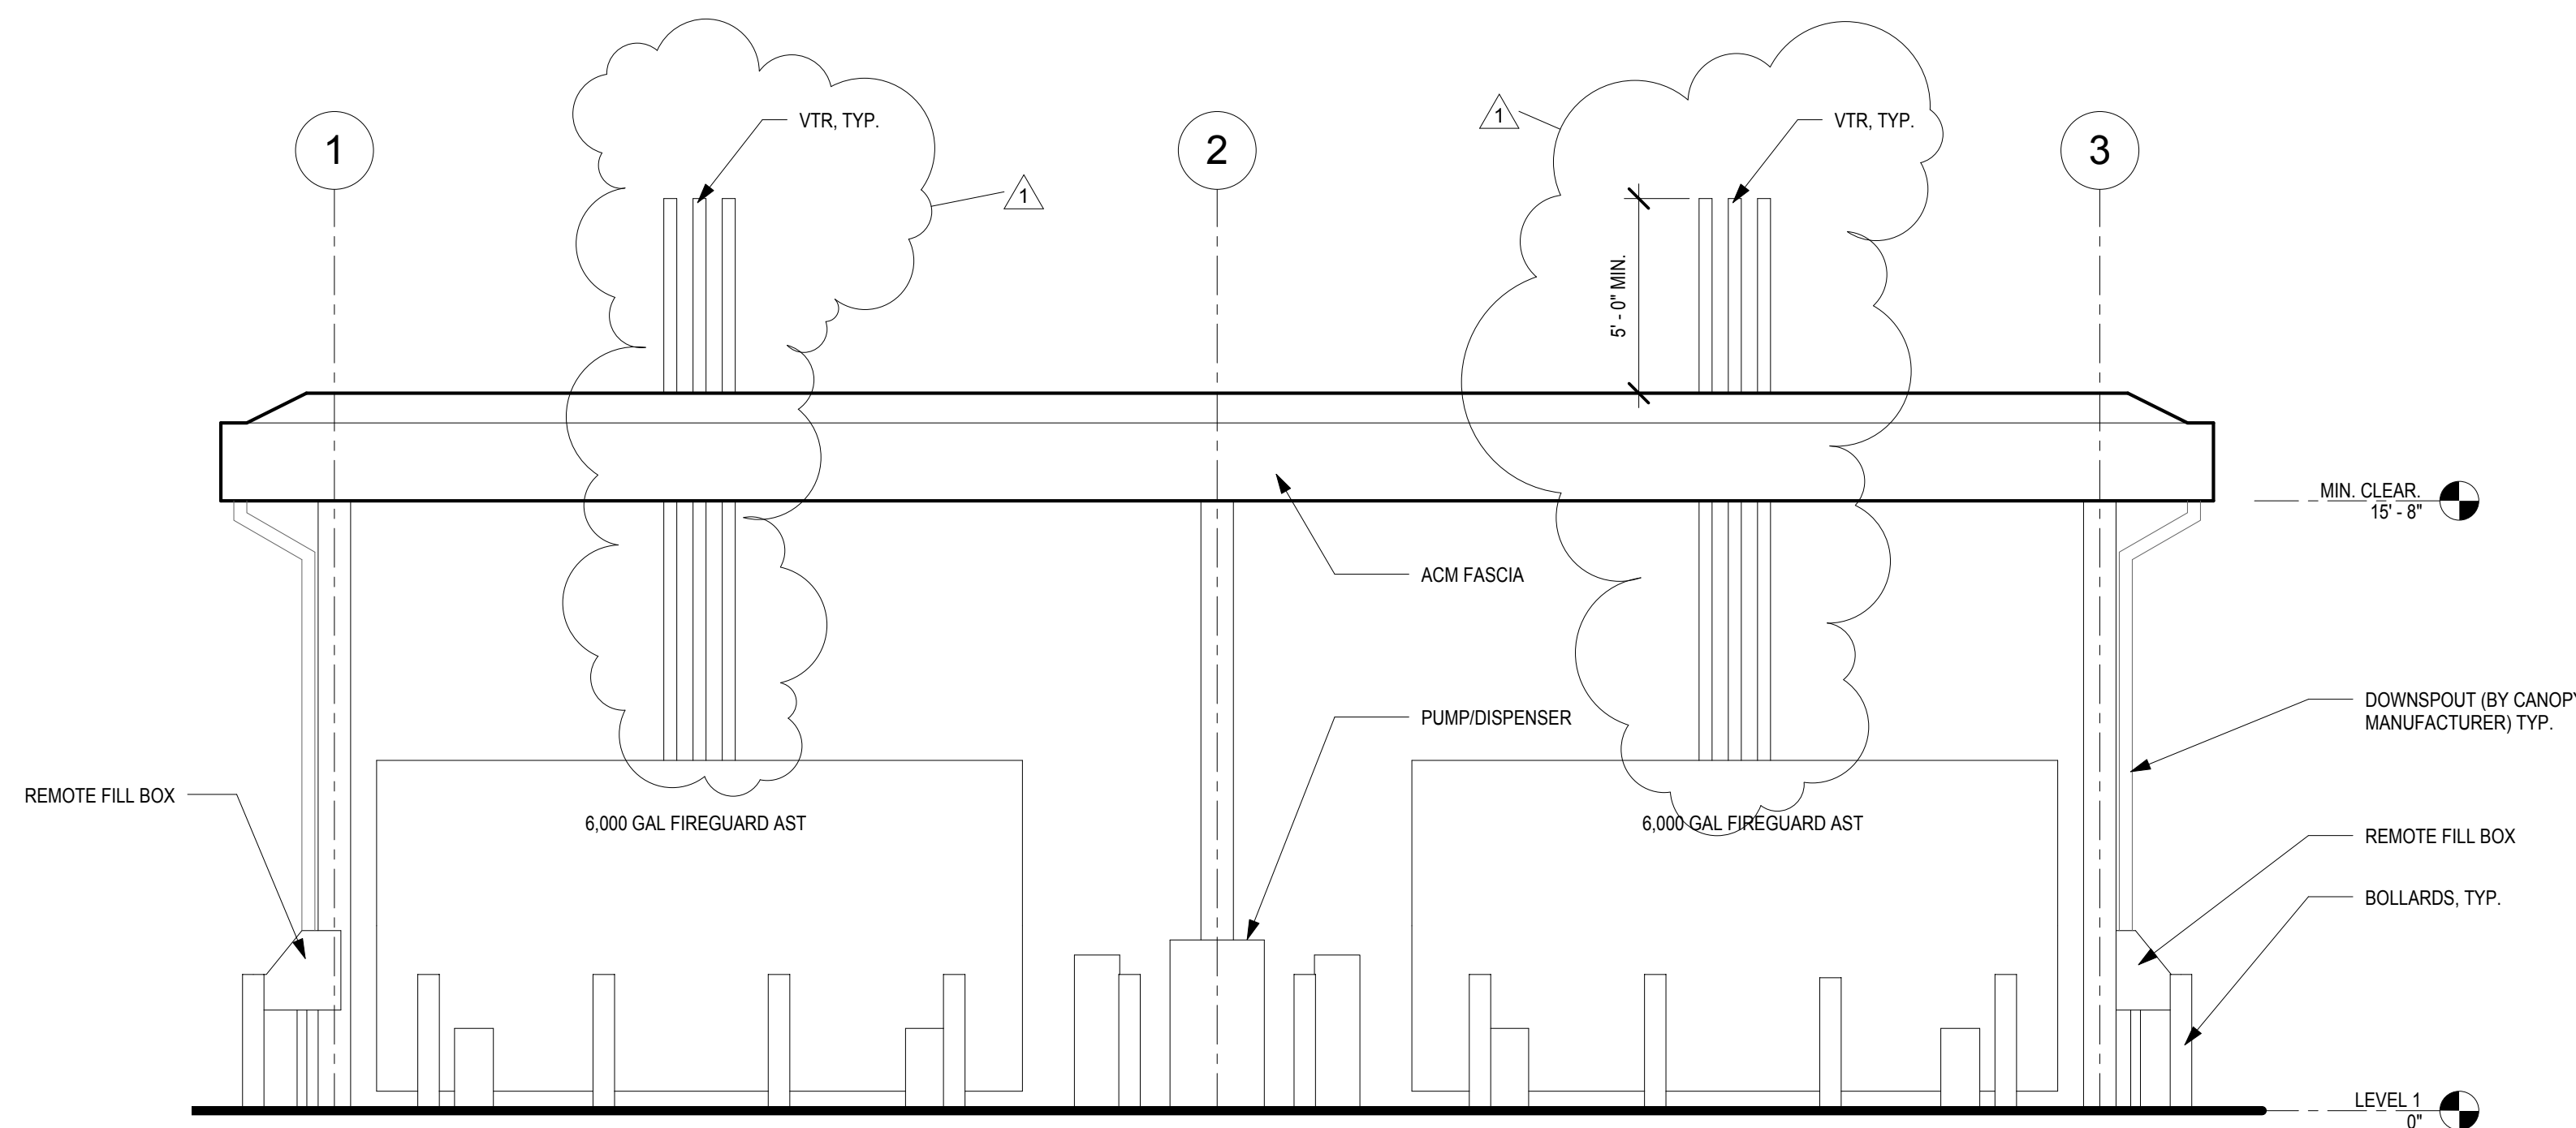 VTR, TYP.
VTR, TYP.
1
1
1
2
3
1
5' - 0" MIN.
MIN. CLEAR.
15' - 8"
ACM FASCIA
DOWNSPOUT (BY CANOPY
MANUFACTURER) TYP.
PUMP/DISPENSER
REMOTE FILL BOX
6,000 GAL FIREGUARD AST
6,000 GAL FIREGUARD AST
REMOTE FILL BOX
BOLLARDS, TYP.
LEVEL 1
0"